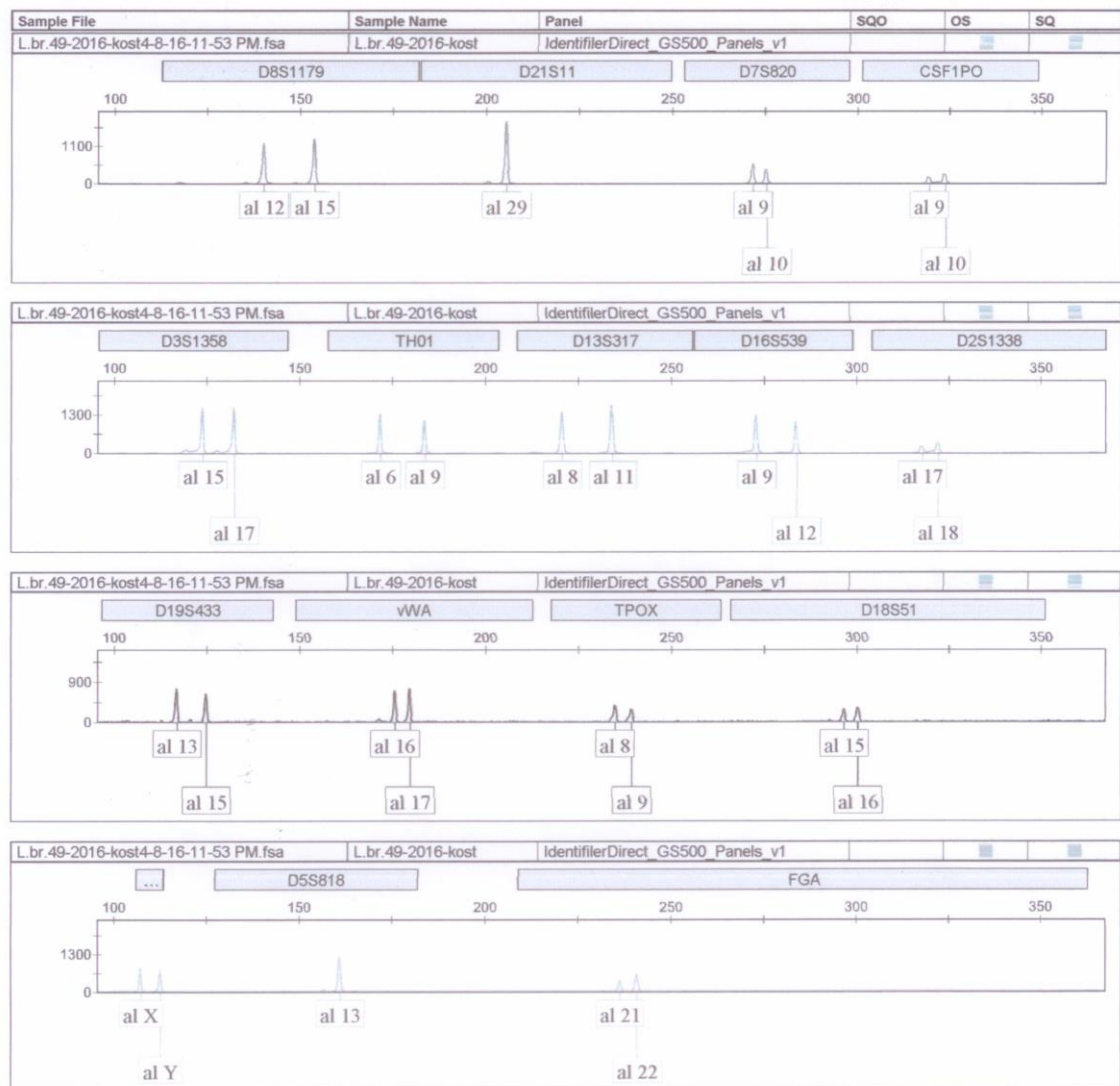 Sample File Sample Name Panel SQO OS SQ
L.br.49-2016-kost4-8-16-11-53 PM.fsa L.br.49-2016-kost IdentifilerDirect_GS500_Panels_v1
D8S1179 D21S11 D7S820 CSF1PO
100 150 200 250 300 350
1100
0
al 12 al 15 al 29 al 9 al 9
al 10 al 10
L.br.49-2016-kost4-8-16-11-53 PM.fsa L.br.49-2016-kost IdentifilerDirect_GS500_Panels_v1
D3S1358 TH01 D13S317 D16S539 D2S1338
100 150 200 250 300 350
1300
0
al 15 al 6 al 9 al 8 al 11 al 9 al 17
al 17 al 12 al 18
L.br.49-2016-kost4-8-16-11-53 PM.fsa L.br.49-2016-kost IdentifilerDirect_GS500_Panels_v1
D19S433 vWA TPOX D18S51
100 150 200 250 300 350
900
0
al 13 al 16 al 8 al 15
al 15 al 17 al 9 al 16
L.br.49-2016-kost4-8-16-11-53 PM.fsa L.br.49-2016-kost IdentifilerDirect_GS500_Panels_v1
... D5S818 FGA
100 150 200 250 300 350
1300
0
al X al 13 al 21
al Y al 22